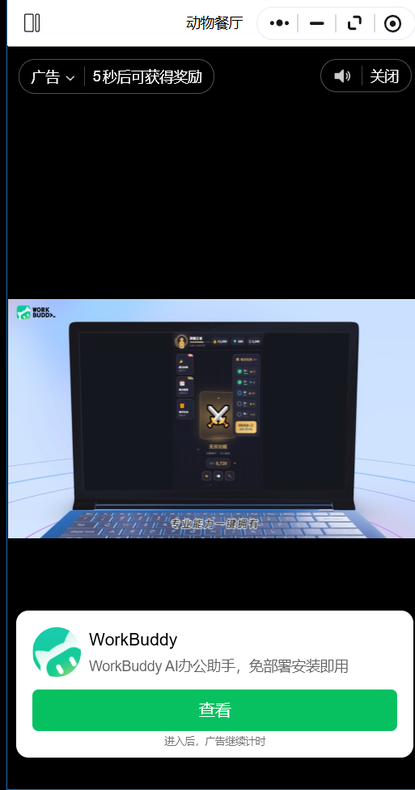 动物餐厅
广告
5 秒后可获得奖励
关闭
WORK
BUDDY
专业能力一键拥有
WorkBuddy
WorkBuddy AI办公助手，免部署安装即用
查看
进入后，广告继续计时